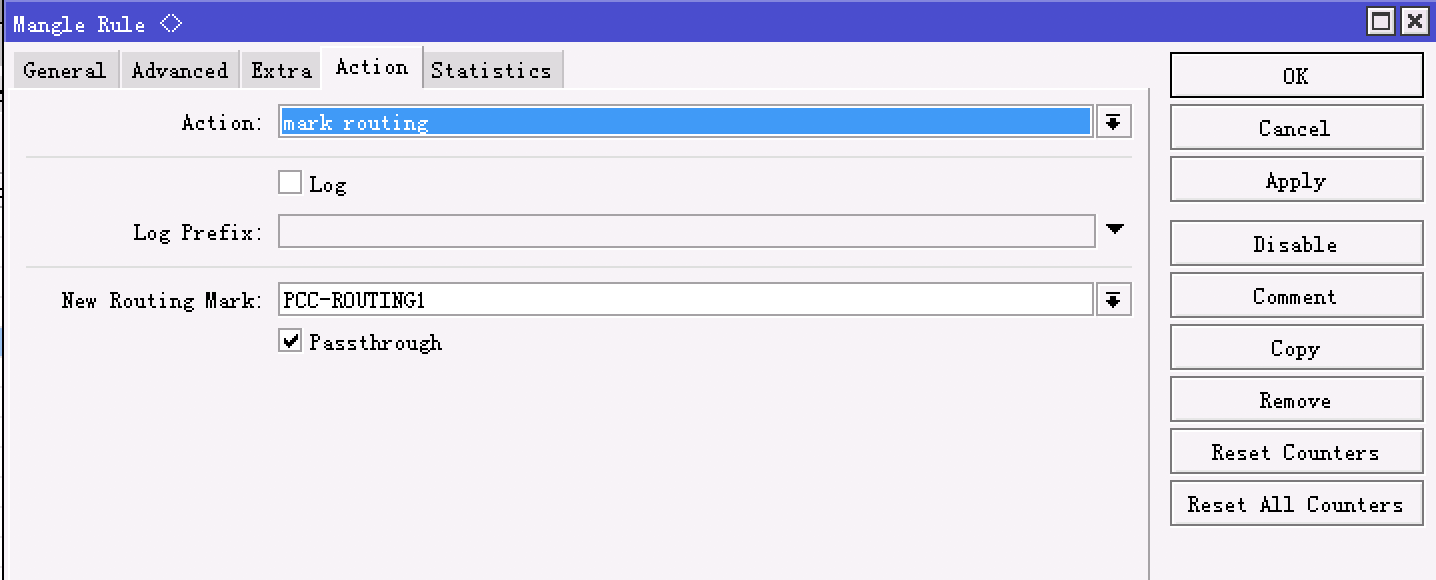 Mangle Rule <>
General Advanced Extra Action Statistics
Action: mark routing
Log
Log Prefix:
New Routing Mark: PCC-ROUTING1
Passthrough
OK
Cancel
Apply
Disable
Comment
Copy
Remove
Reset Counters
Reset All Counters